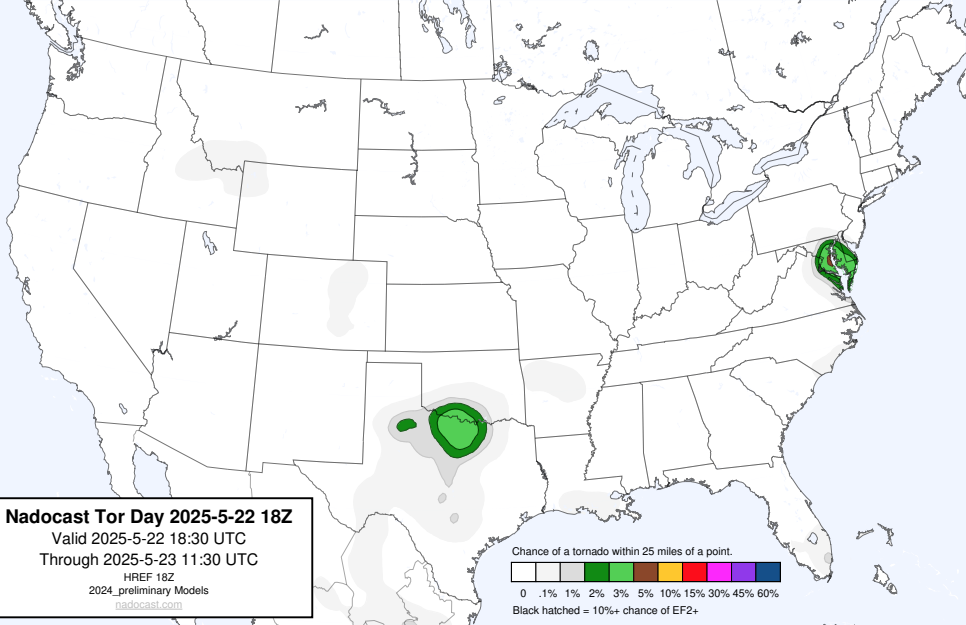 Nadocast Tor Day 2025-5-22 18Z
Valid 2025-5-22 18:30 UTC
Through 2025-5-23 11:30 UTC
HREF 18Z
2024_preliminary Models
nadocast.com
Chance of a tornado within 25 miles of a point.
0 .1% 1% 2% 3% 5% 10% 15% 30% 45% 60%
Black hatched = 10%+ chance of EF2+